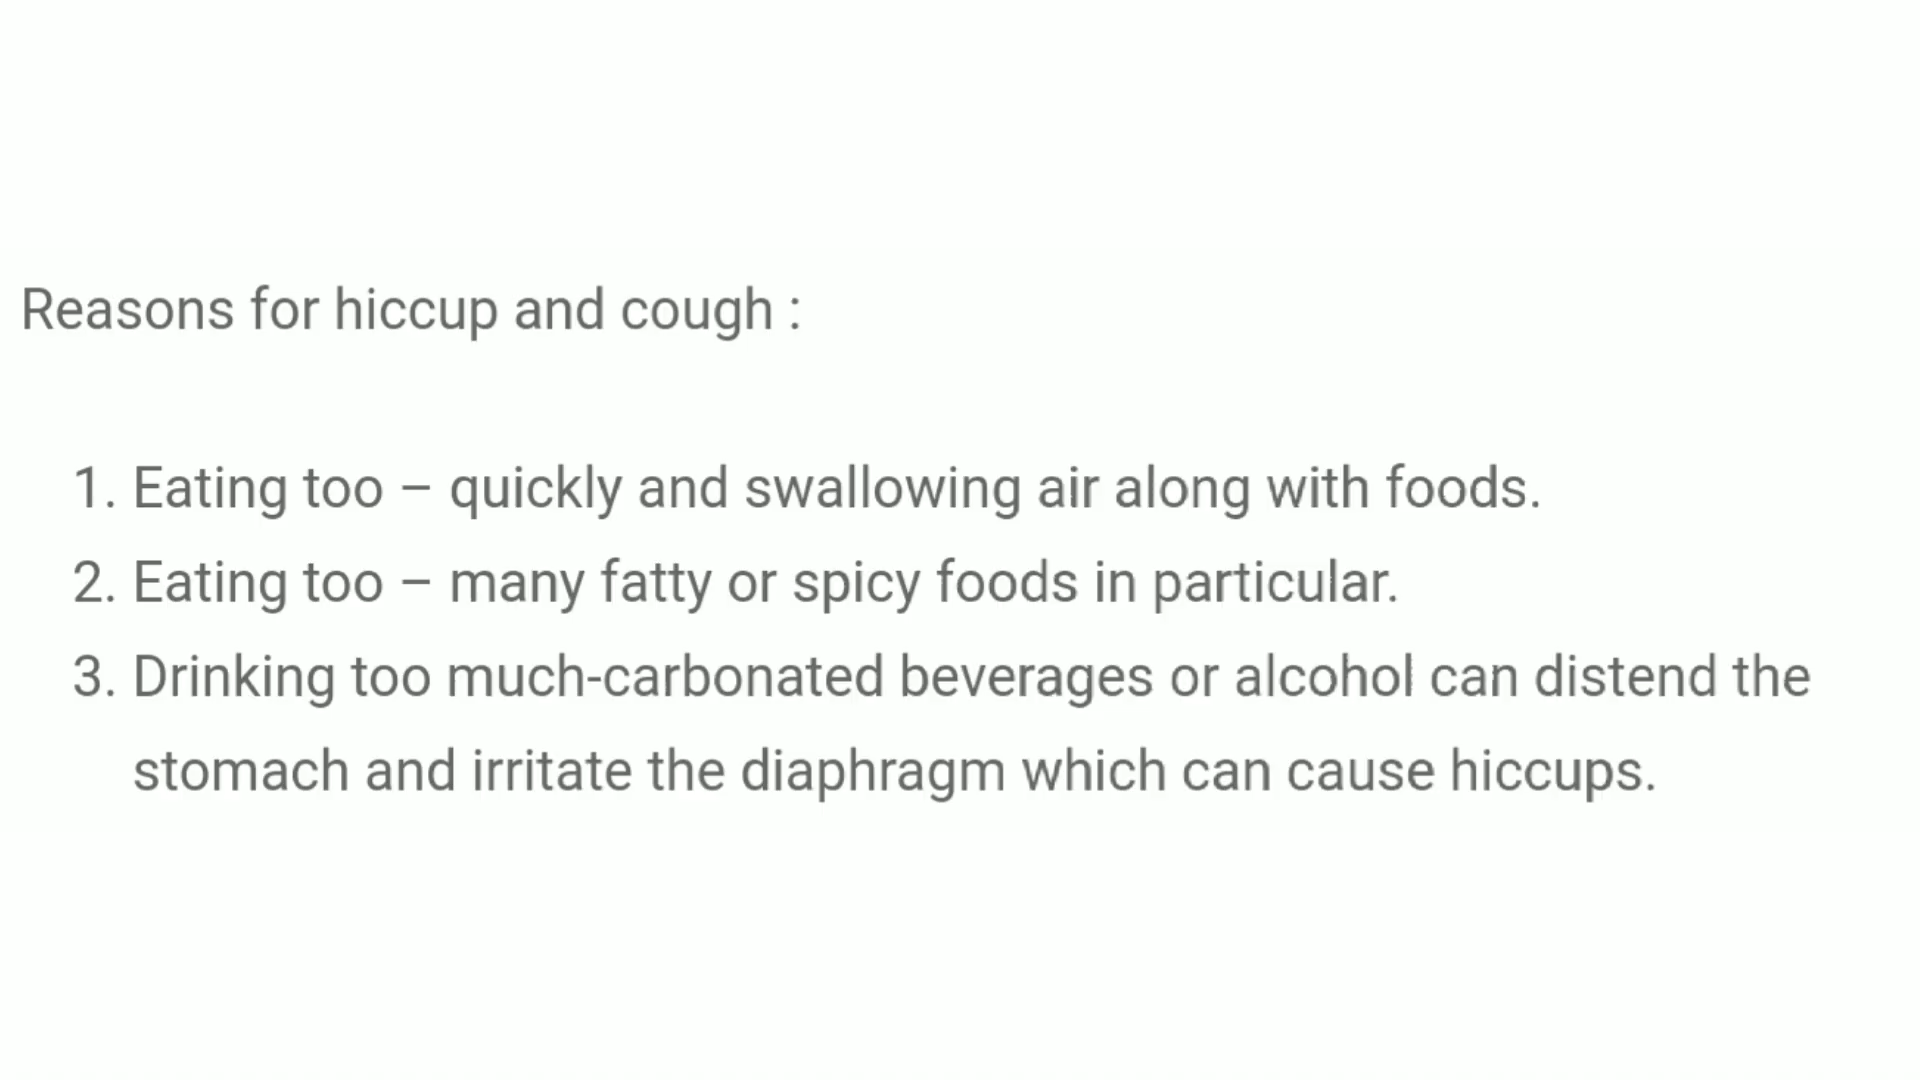 Reasons for hiccup and cough :
1. Eating too – quickly and swallowing air along with foods.
2. Eating too – many fatty or spicy foods in particular.
3. Drinking too much-carbonated beverages or alcohol can distend the
stomach and irritate the diaphragm which can cause hiccups.